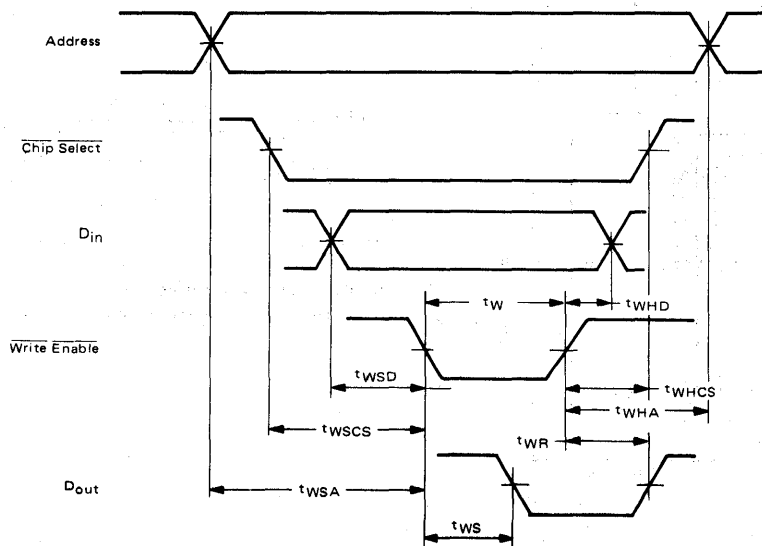 Address
Chip Select
Din
tW
tWHD
Write Enable
tWSD
tWHCS
tWHA
tWSCS
tWR
Dout
tWSA
tWS